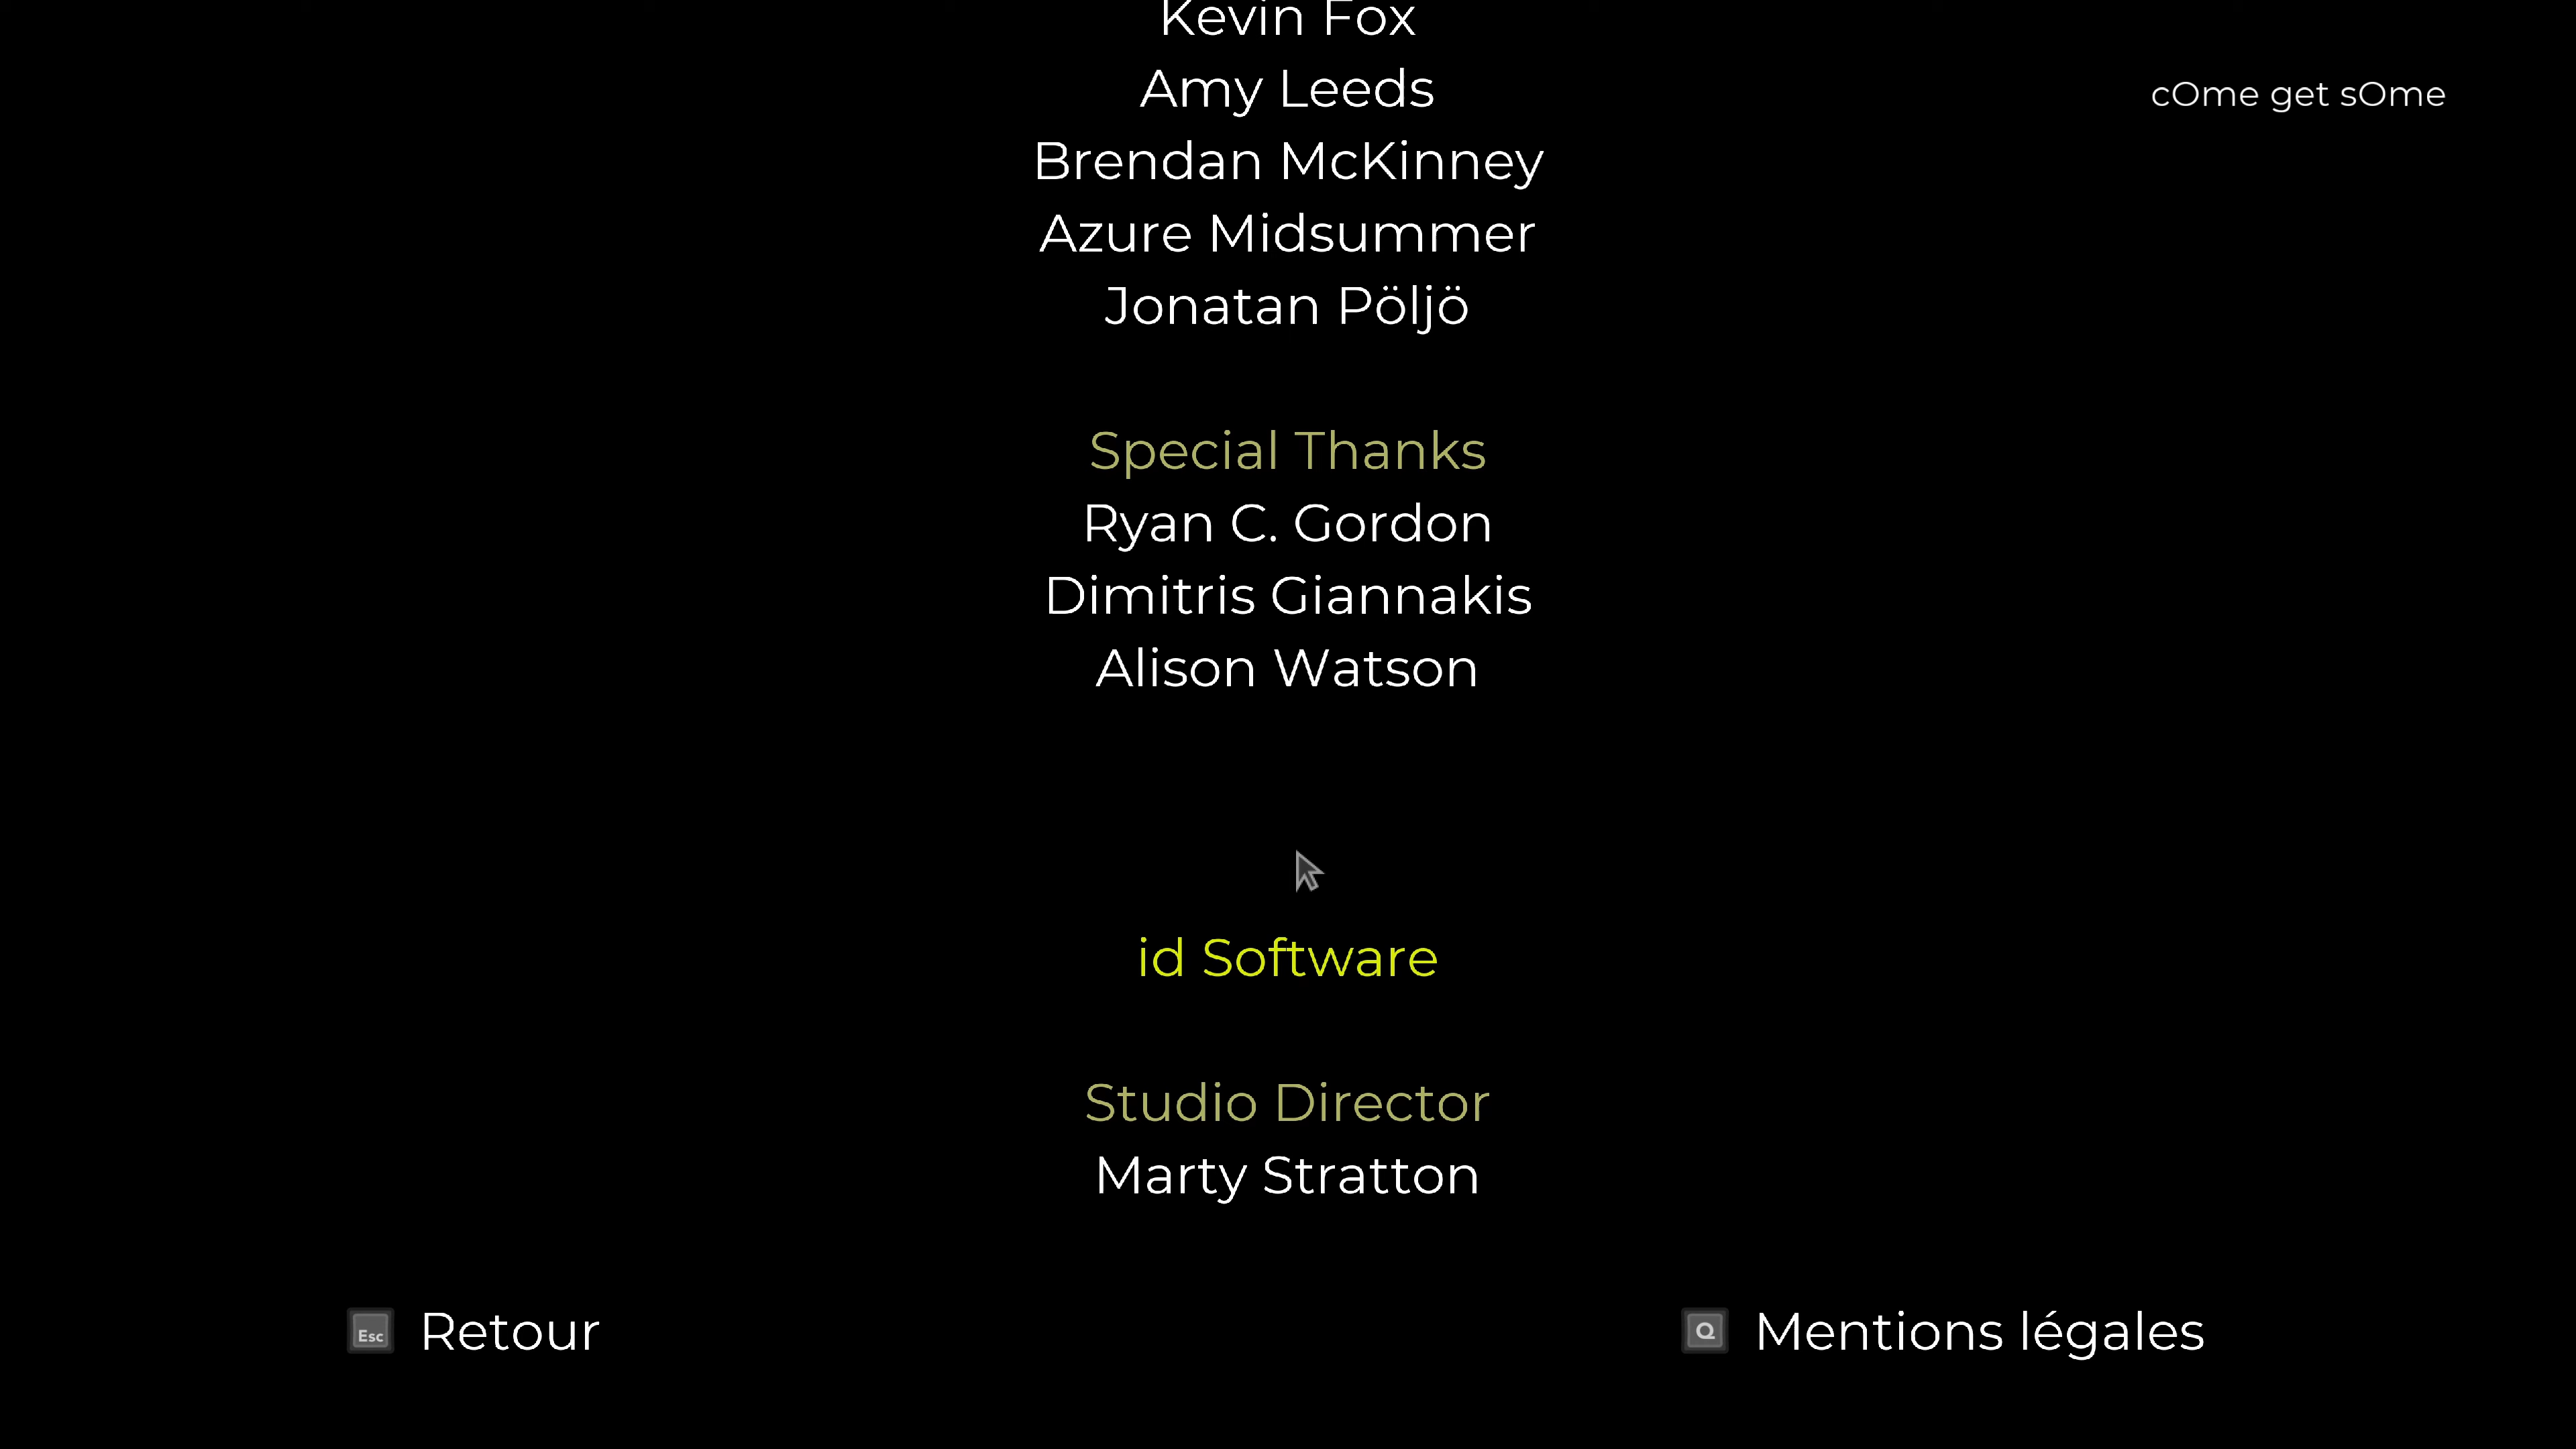 Kevin Fox
Amy Leeds
cOme get sOme
Brendan McKinney
Azure Midsummer
Jonatan Pöljö
Special Thanks
Ryan C. Gordon
Dimitris Giannakis
Alison Watson
id Software
Studio Director
Marty Stratton
Esc Retour
Q Mentions légales